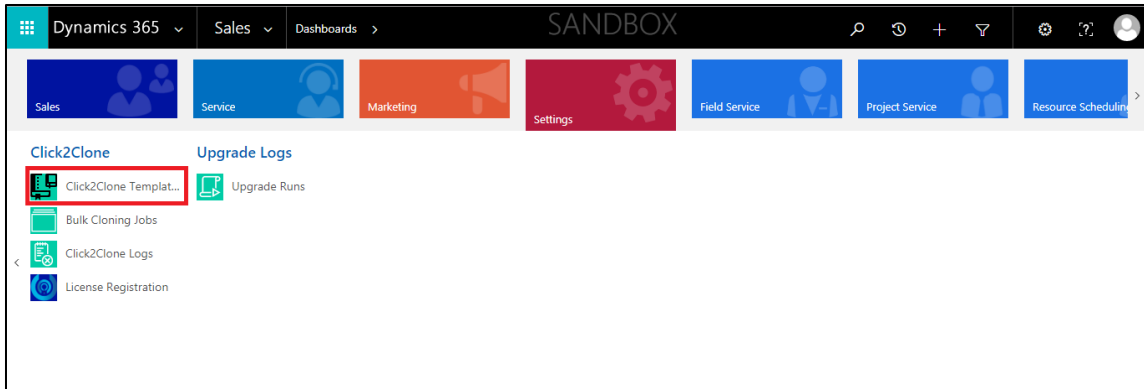 Dynamics 365 Sales Dashboards > SANDBOX [?]
Sales Service Marketing Settings Field Service Project Service Resource Scheduling
Click2Clone Upgrade Logs
Click2Clone Templat... Upgrade Runs
Bulk Cloning Jobs
Click2Clone Logs
License Registration